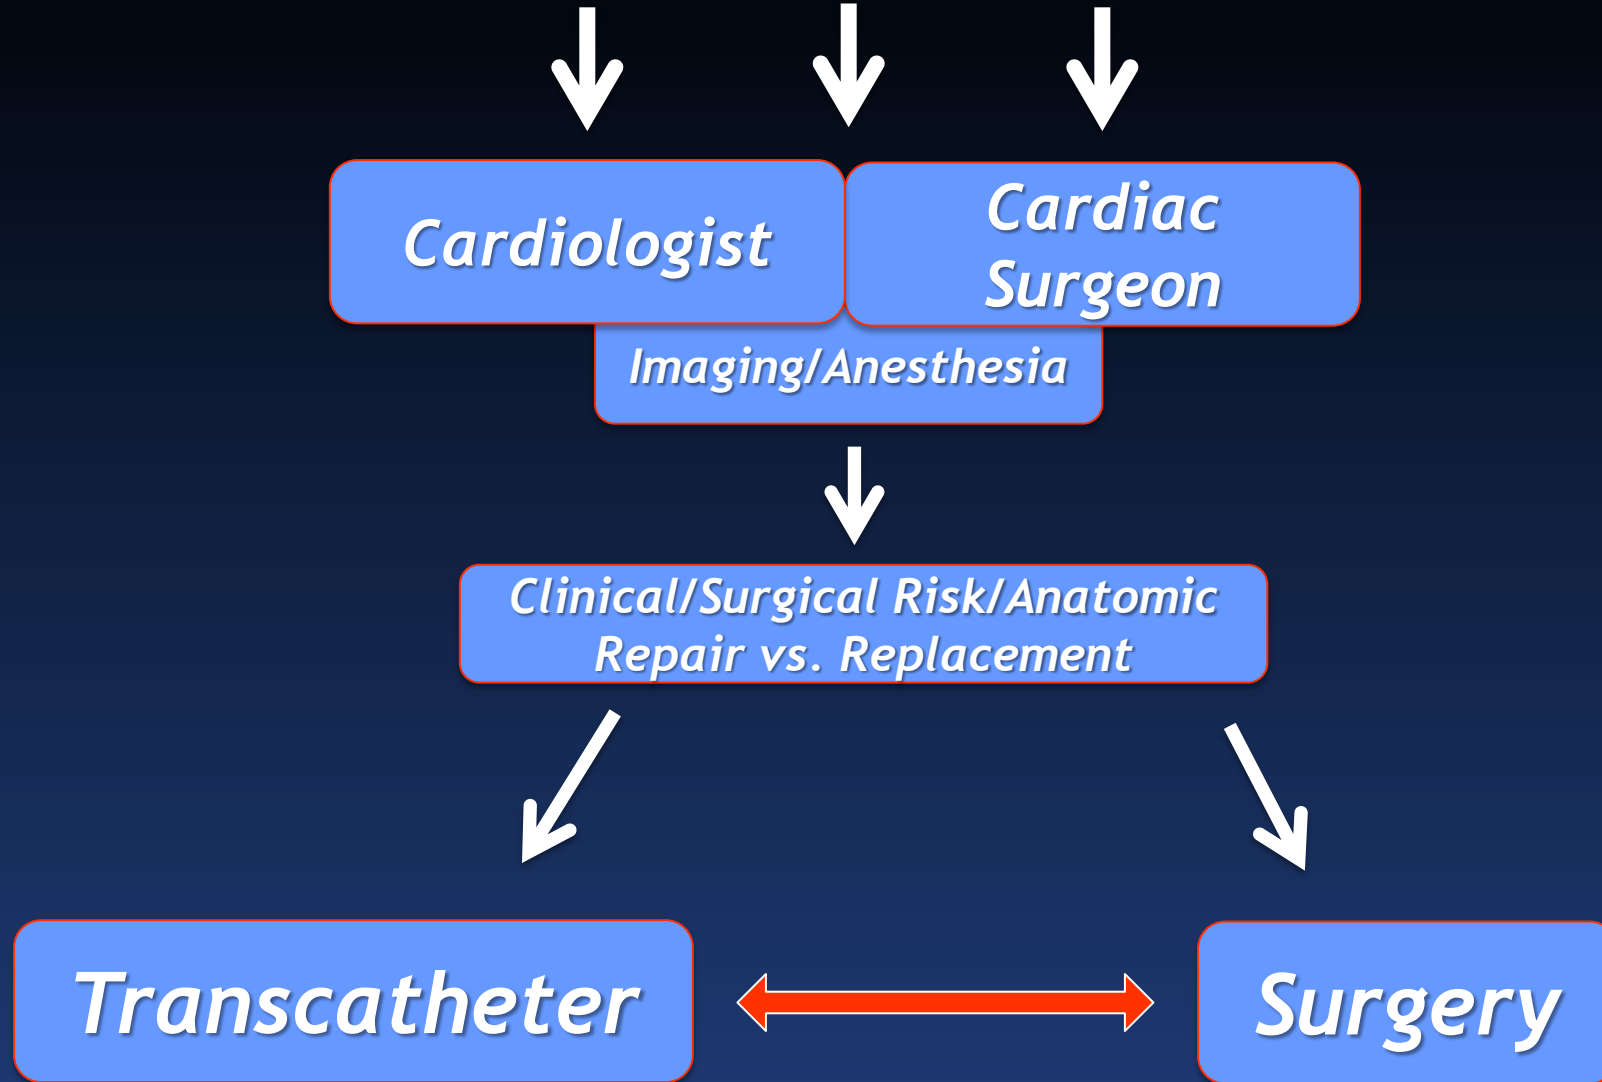 Cardiologist
Cardiac
Surgeon
Imaging/Anesthesia
Clinical/Surgical Risk/Anatomic
Repair vs. Replacement
Transcatheter
Surgery